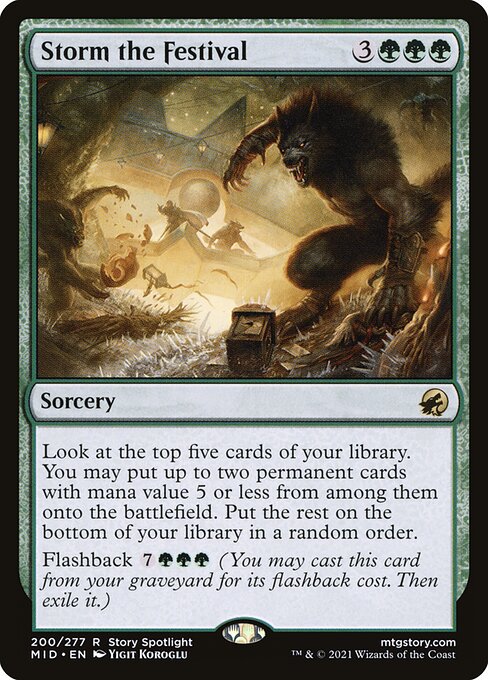 Storm the Festival 3
Sorcery
Look at the top five cards of your library.
You may put up to two permanent cards
with mana value 5 or less from among them
onto the battlefield. Put the rest on the
bottom of your library in a random order.
Flashback 7 (You may cast this card
from your graveyard for its flashback cost. Then
exile it.)
200/277 R Story Spotlight mtgstory.com
MID • EN Yigit Koroglu ™ & © 2021 Wizards of the Coast